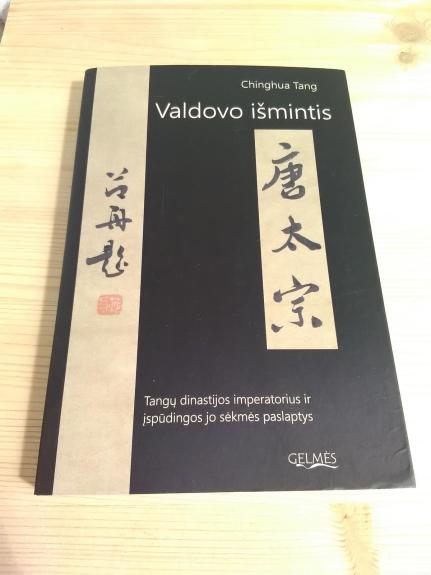 Chinghua Tang
Valdovo išmintis
唐太宗
Tangų dinastijos imperatorius ir
įspūdingos jo sėkmės paslaptys
GELMĖS